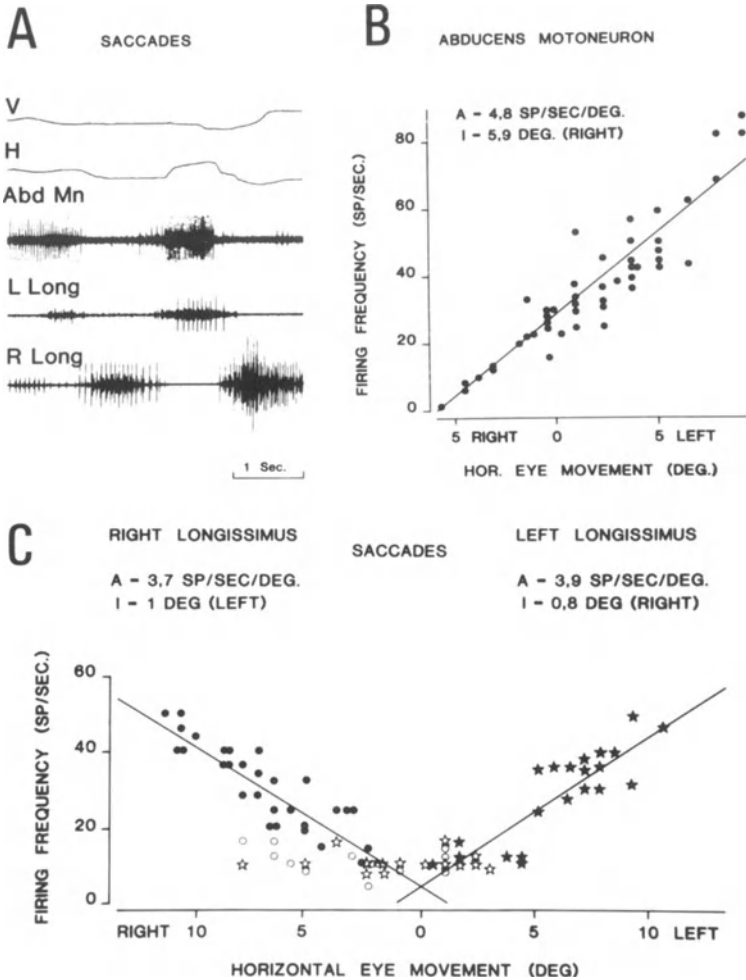 A
SACCADES
V
H
Abd Mn
L Long
R Long
1 Sec.
B
ABDUCENS MOTONEURON
A – 4,8 SP/SEC/DEG.
I – 5,9 DEG. (RIGHT)
80
60
40
20
0
FIRING FREQUENCY (SP/SEC.)
5 RIGHT 0 5 LEFT
HOR. EYE MOVEMENT (DEG.)
C
RIGHT LONGISSIMUS
SACCADES
LEFT LONGISSIMUS
A – 3,7 SP/SEC/DEG.
I – 1 DEG (LEFT)
A – 3,9 SP/SEC/DEG.
I – 0,8 DEG (RIGHT)
60
40
20
0
FIRING FREQUENCY (SP/SEC.)
RIGHT 10 5 0 5 10 LEFT
HORIZONTAL EYE MOVEMENT (DEG)